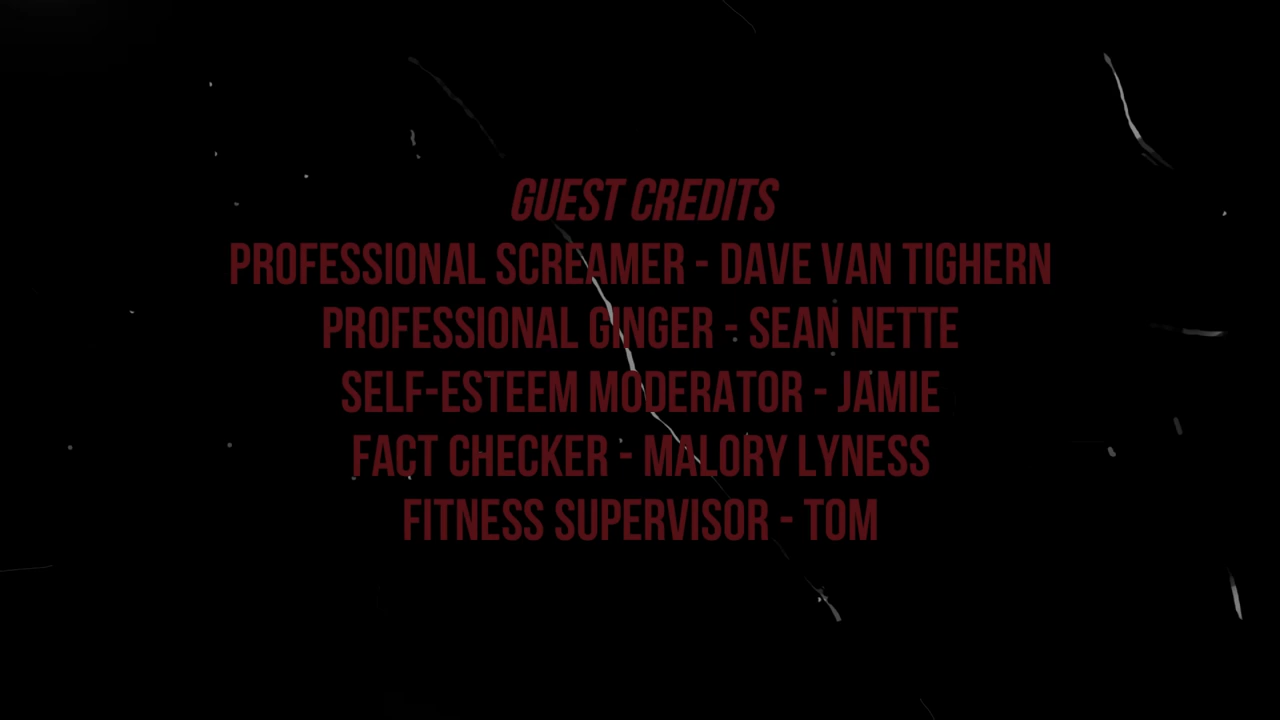 GUEST CREDITS
PROFESSIONAL SCREAMER - DAVE VAN TIGHERN
PROFESSIONAL GINGER - SEAN NETTE
SELF-ESTEEM MODERATOR - JAMIE
FACT CHECKER - MALORY LYNESS
FITNESS SUPERVISOR - TOM